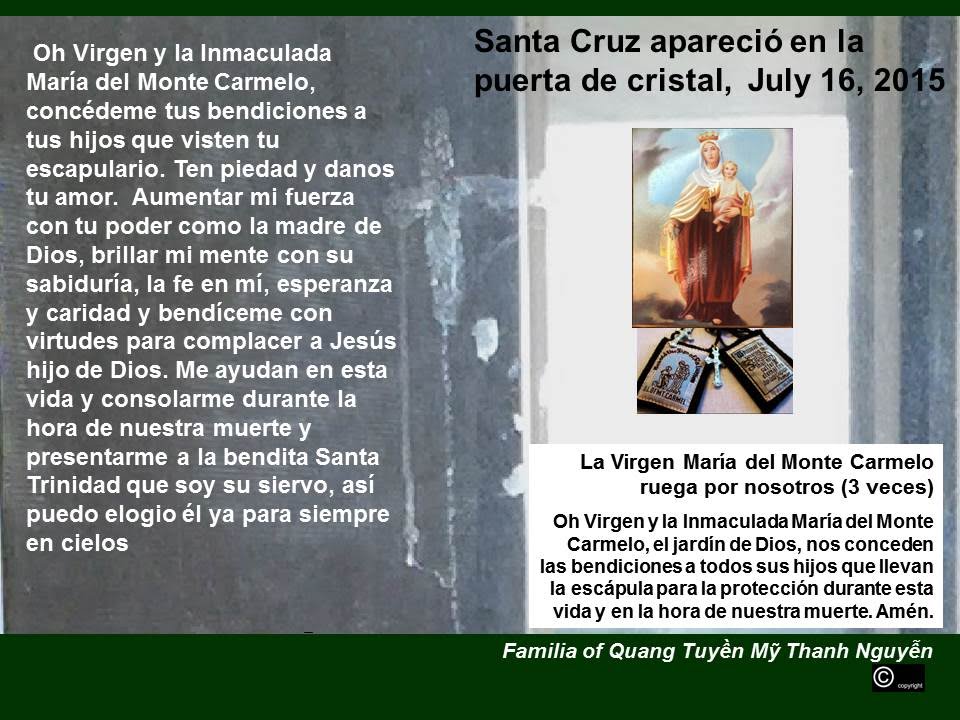 Oh Virgen y la Inmaculada
María del Monte Carmelo,
concédeme tus bendiciones a
tus hijos que visten tu
escapulario. Ten piedad y danos
tu amor.  Aumentar mi fuerza
con tu poder como la madre de
Dios, brillar mi mente con su
sabiduría, la fe en mí, esperanza
y caridad y bendíceme con
virtudes para complacer a Jesús
hijo de Dios. Me ayudan en esta
vida y consolarme durante la
hora de nuestra muerte y
presentarme a la bendita Santa
Trinidad que soy su siervo, así
puedo elogio él ya para siempre
en cielos
Santa Cruz apareció en la
puerta de cristal, July 16, 2015
MT. CARMEL
La Virgen María del Monte Carmelo
ruega por nosotros (3 veces)
Oh Virgen y la Inmaculada María del Monte
Carmelo, el jardín de Dios, nos conceden
las bendiciones a todos sus hijos que llevan
la escápula para la protección durante esta
vida y en la hora de nuestra muerte. Amén.
Familia of Quang Tuyền Mỹ Thanh Nguyễn
© copyright